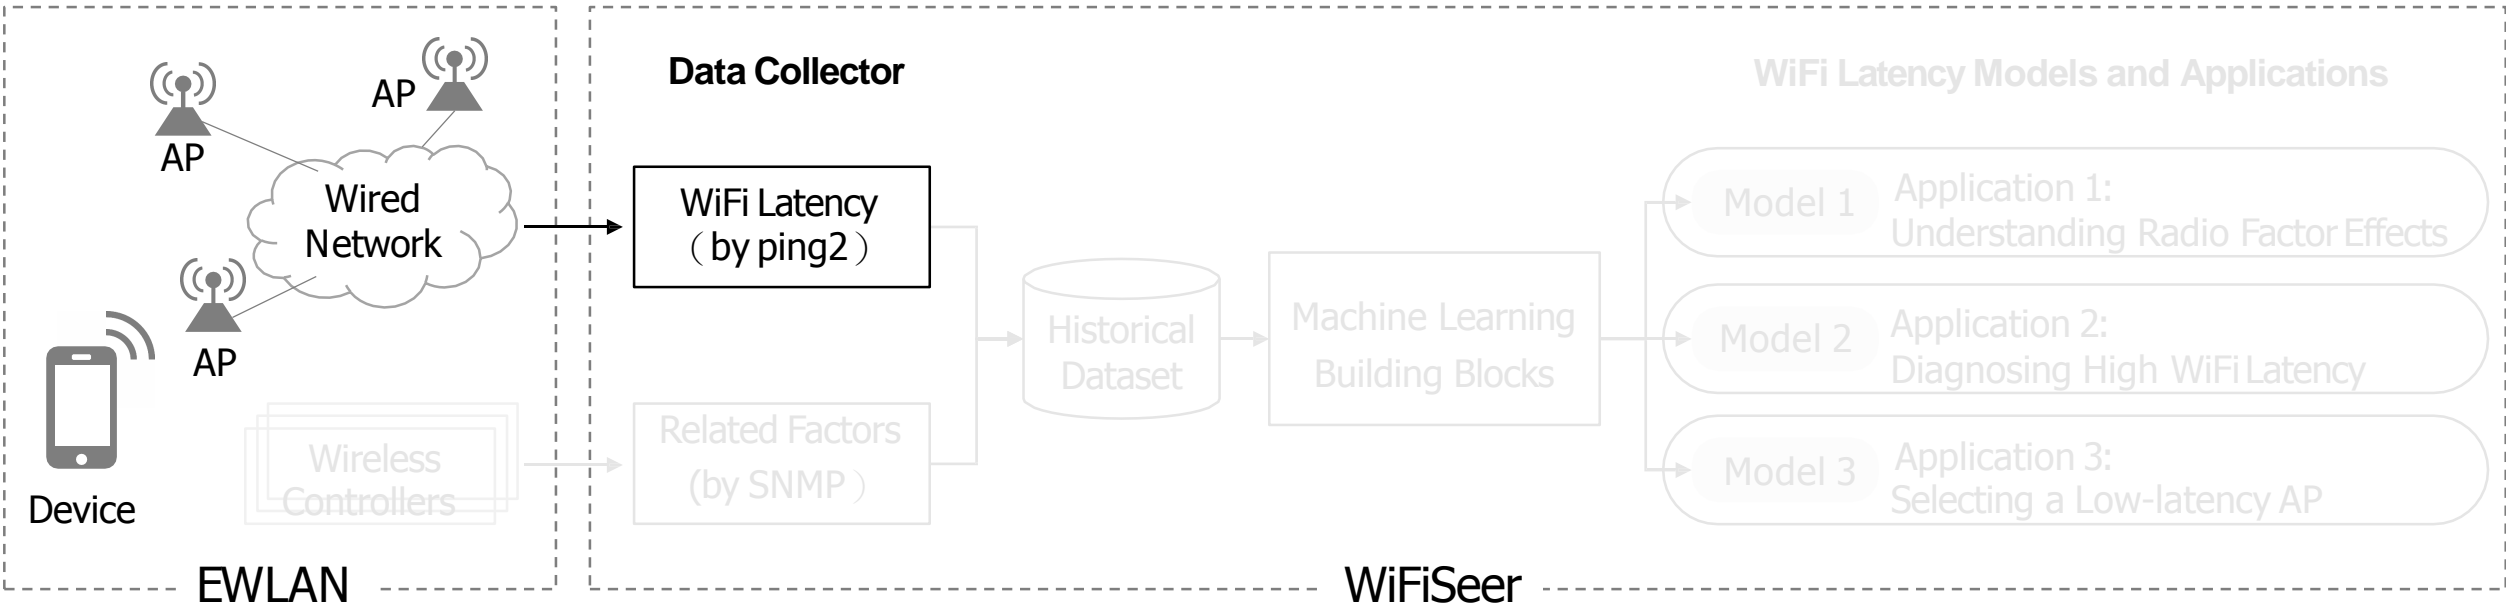 AP
AP
Wired
Network
AP
Device
Wireless
Controllers
EWLAN
Data Collector
WiFi Latency
（by ping2）
Related Factors
(by SNMP）
Historical
Dataset
Machine Learning
Building Blocks
WiFi Latency Models and Applications
Model 1
Application 1:
Understanding Radio Factor Effects
Model 2
Application 2:
Diagnosing High WiFi Latency
Model 3
Application 3:
Selecting a Low-latency AP
WiFiSeer